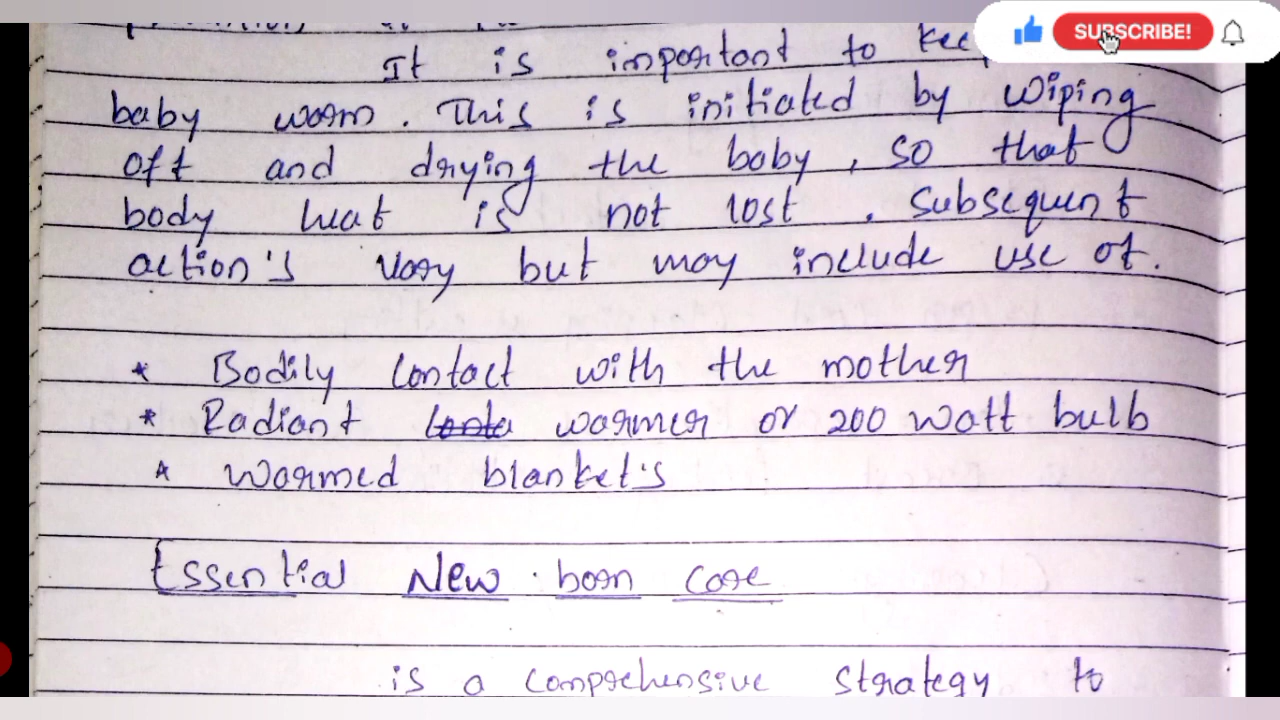 SUBSCRIBE!
It is important to kee
baby warm. This is initiated by wiping
off and drying the baby, so that
body heat is not lost. Subsequent
action's vary but may include use of.
* Bodily contact with the mother
* Radiant warmer or 200 watt bulb
* Warmed blanket's
Essential New born care
is a comprehensive strategy to